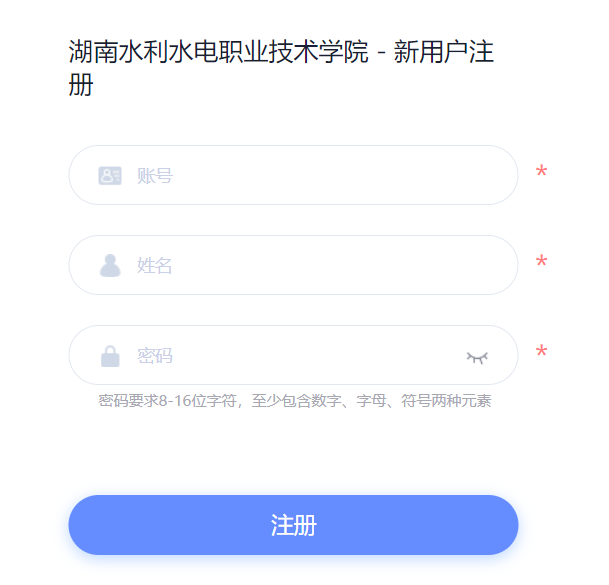 湖南水利水电职业技术学院 - 新用户注
册
账号
*
姓名
*
密码
*
密码要求8-16位字符，至少包含数字、字母、符号两种元素
注册